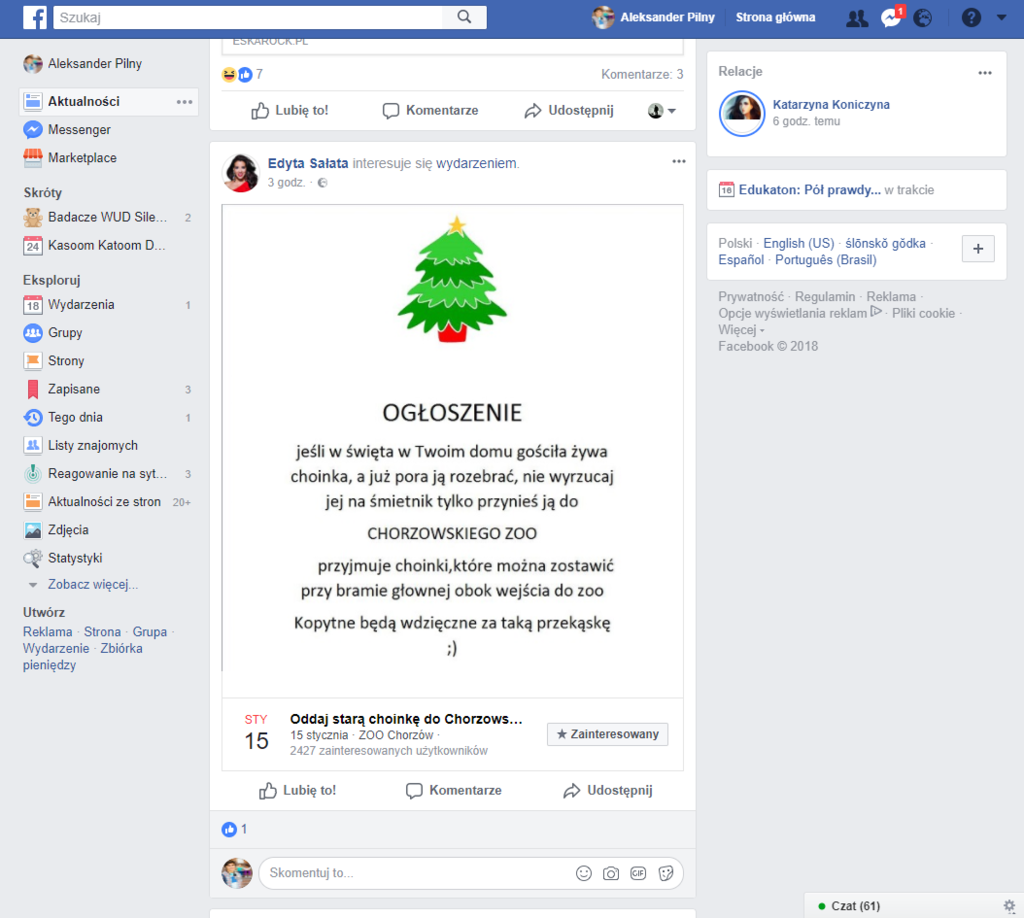 Szukaj
Aleksander Pilny
Strona główna
1
Aleksander Pilny
Aktualności
Messenger
Marketplace
Skróty
Badacze WUD Sile... 2
24 Kasoom Katoom D...
Eksploruj
18 Wydarzenia 1
Grupy
Strony
Zapisane 3
Tego dnia 1
Listy znajomych
Reagowanie na syt... 3
Aktualności ze stron 20+
Zdjęcia
Statystyki
Zobacz więcej...
Utwórz
Reklama · Strona · Grupa ·
Wydarzenie · Zbiórka
pieniędzy
ESKAROCK.PL
7 Komentarze: 3
Lubię to! Komentarze Udostępnij
Edyta Sałata interesuje się wydarzeniem.
3 godz. ·
OGŁOSZENIE
jeśli w święta w Twoim domu gościła żywa
choinka, a już pora ją rozebrać, nie wyrzucaj
jej na śmietnik tylko przynieś ją do
CHORZOWSKIEGO ZOO
przyjmuje choinki,które można zostawić
przy bramie głownej obok wejścia do zoo
Kopytne będą wdzięczne za taką przekąskę
;)
STY
15
Oddaj starą choinkę do Chorzows...
15 stycznia · ZOO Chorzów ·
2427 zainteresowanych użytkowników
★ Zainteresowany
Lubię to! Komentarze Udostępnij
1
Skomentuj to...
GIF
Relacje
Katarzyna Koniczyna
6 godz. temu
16 Edukaton: Pół prawdy... w trakcie
Polski · English (US) · ślōnskŏ gŏdka ·
Español · Português (Brasil)
+
Prywatność · Regulamin · Reklama ·
Opcje wyświetlania reklam · Pliki cookie ·
Więcej
Facebook © 2018
Czat (61)